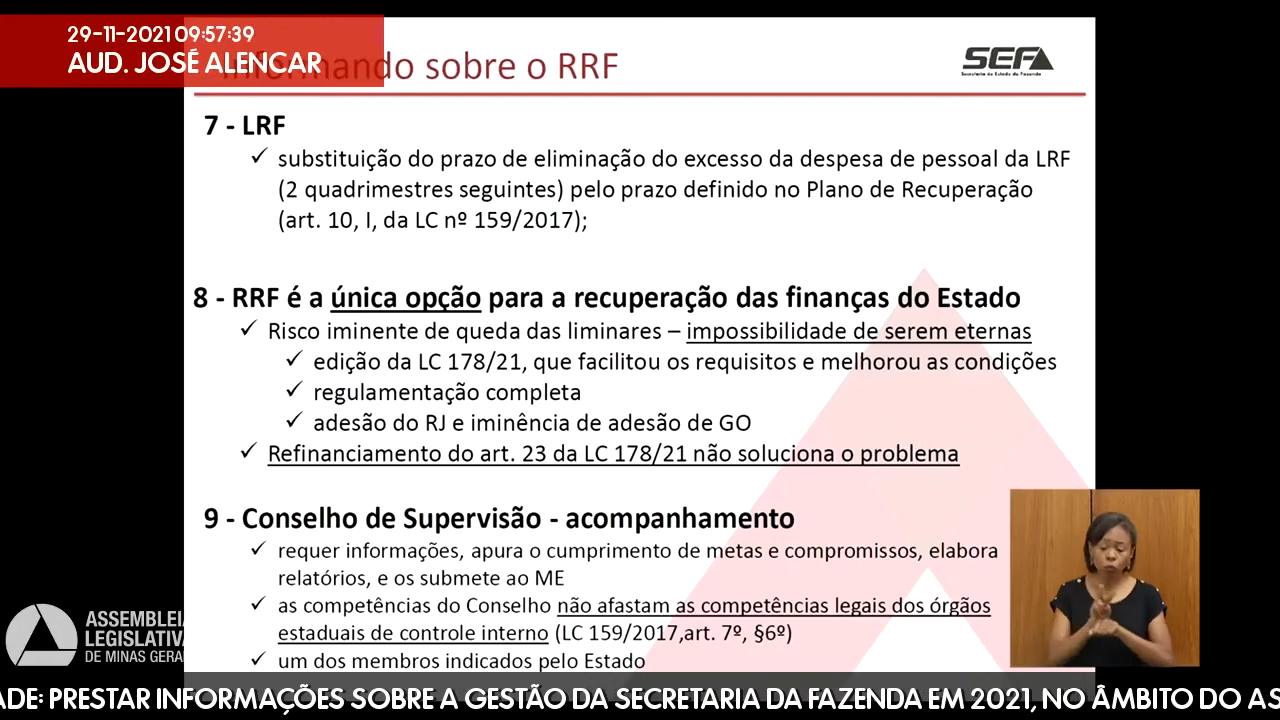 29-11-2021 09:57:39
AUD. JOSÉ ALENCAR
Informando sobre o RRF
SEFA
Secretaria de Estado de Fazenda
7 - LRF
✓ substituição do prazo de eliminação do excesso da despesa de pessoal da LRF
(2 quadrimestres seguintes) pelo prazo definido no Plano de Recuperação
(art. 10, I, da LC nº 159/2017);
8 - RRF é a única opção para a recuperação das finanças do Estado
✓ Risco iminente de queda das liminares – impossibilidade de serem eternas
✓ edição da LC 178/21, que facilitou os requisitos e melhorou as condições
✓ regulamentação completa
✓ adesão do RJ e iminência de adesão de GO
✓ Refinanciamento do art. 23 da LC 178/21 não soluciona o problema
9 - Conselho de Supervisão - acompanhamento
✓ requer informações, apura o cumprimento de metas e compromissos, elabora
relatórios, e os submete ao ME
✓ as competências do Conselho não afastam as competências legais dos órgãos
estaduais de controle interno (LC 159/2017,art. 7º, §6º)
✓ um dos membros indicados pelo Estado
ASSEMBLEIA
LEGISLATIVA
DE MINAS GERAI
ADE: PRESTAR INFORMAÇÕES SOBRE A GESTÃO DA SECRETARIA DA FAZENDA EM 2021, NO ÂMBITO DO AS